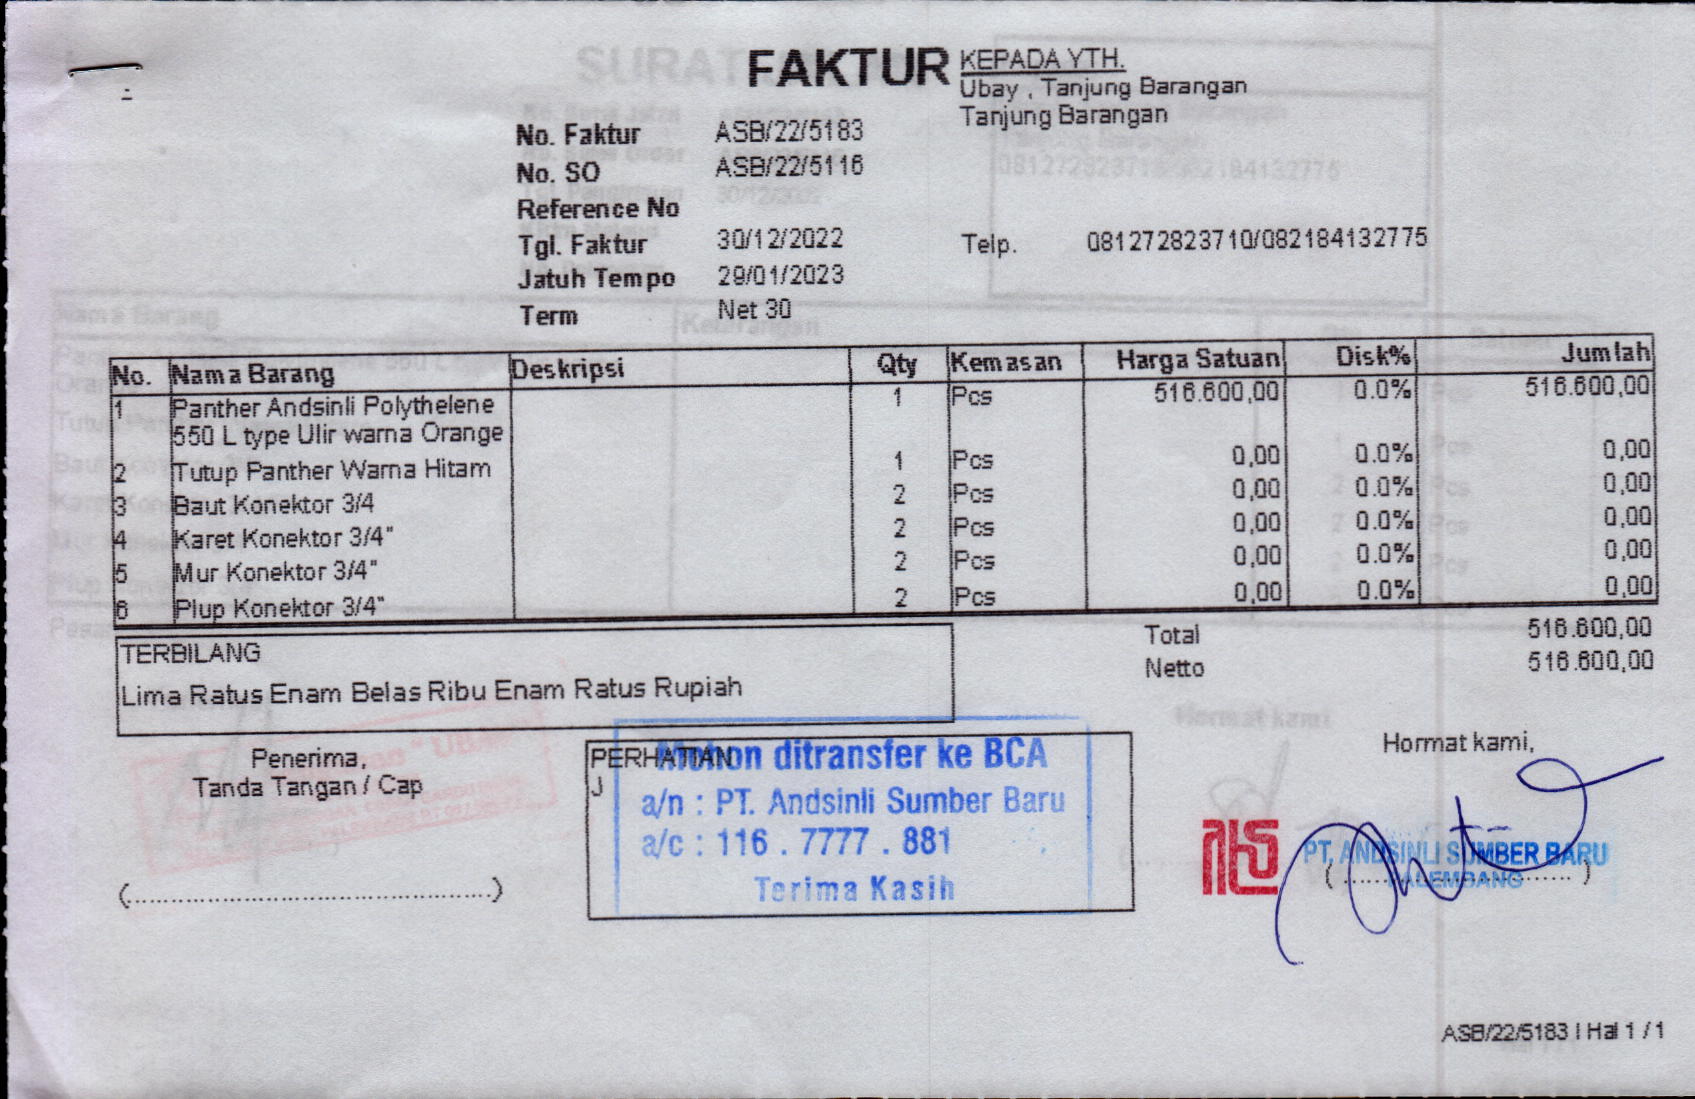 FAKTUR
KEPADA YTH.
Ubay , Tanjung Barangan
Tanjung Barangan
No. Faktur ASB/22/5183
No. SO ASB/22/5116
Reference No
Tgl. Faktur 30/12/2022
Telp. 081272823710/082184132775
Jatuh Tempo 29/01/2023
Term Net 30
No. Nama Barang Deskripsi Qty Kemasan Harga Satuan Disk% Jumlah
1 Panther Andsinli Polythelene 1 Pcs 516.600,00 0.0% 516.600,00
550 L type Ulir warna Orange
2 Tutup Panther Warna Hitam 1 Pcs 0,00 0.0% 0,00
3 Baut Konektor 3/4 2 Pcs 0,00 0.0% 0,00
4 Karet Konektor 3/4" 2 Pcs 0,00 0.0% 0,00
5 Mur Konektor 3/4" 2 Pcs 0,00 0.0% 0,00
6 Plup Konektor 3/4" 2 Pcs 0,00 0.0% 0,00
Total 516.600,00
Netto 516.600,00
TERBILANG
Lima Ratus Enam Belas Ribu Enam Ratus Rupiah
Penerima,
Tanda Tangan / Cap
(................................................)
PERHATIAN
J
Mohon ditransfer ke BCA
a/n : PT. Andsinli Sumber Baru
a/c : 116 . 7777 . 881
Terima Kasih
Hormat kami,
PT. ANDSINLI SUMBER BARU
PALEMBANG
(..............................)
ASB/22/5183 | Hal 1 / 1